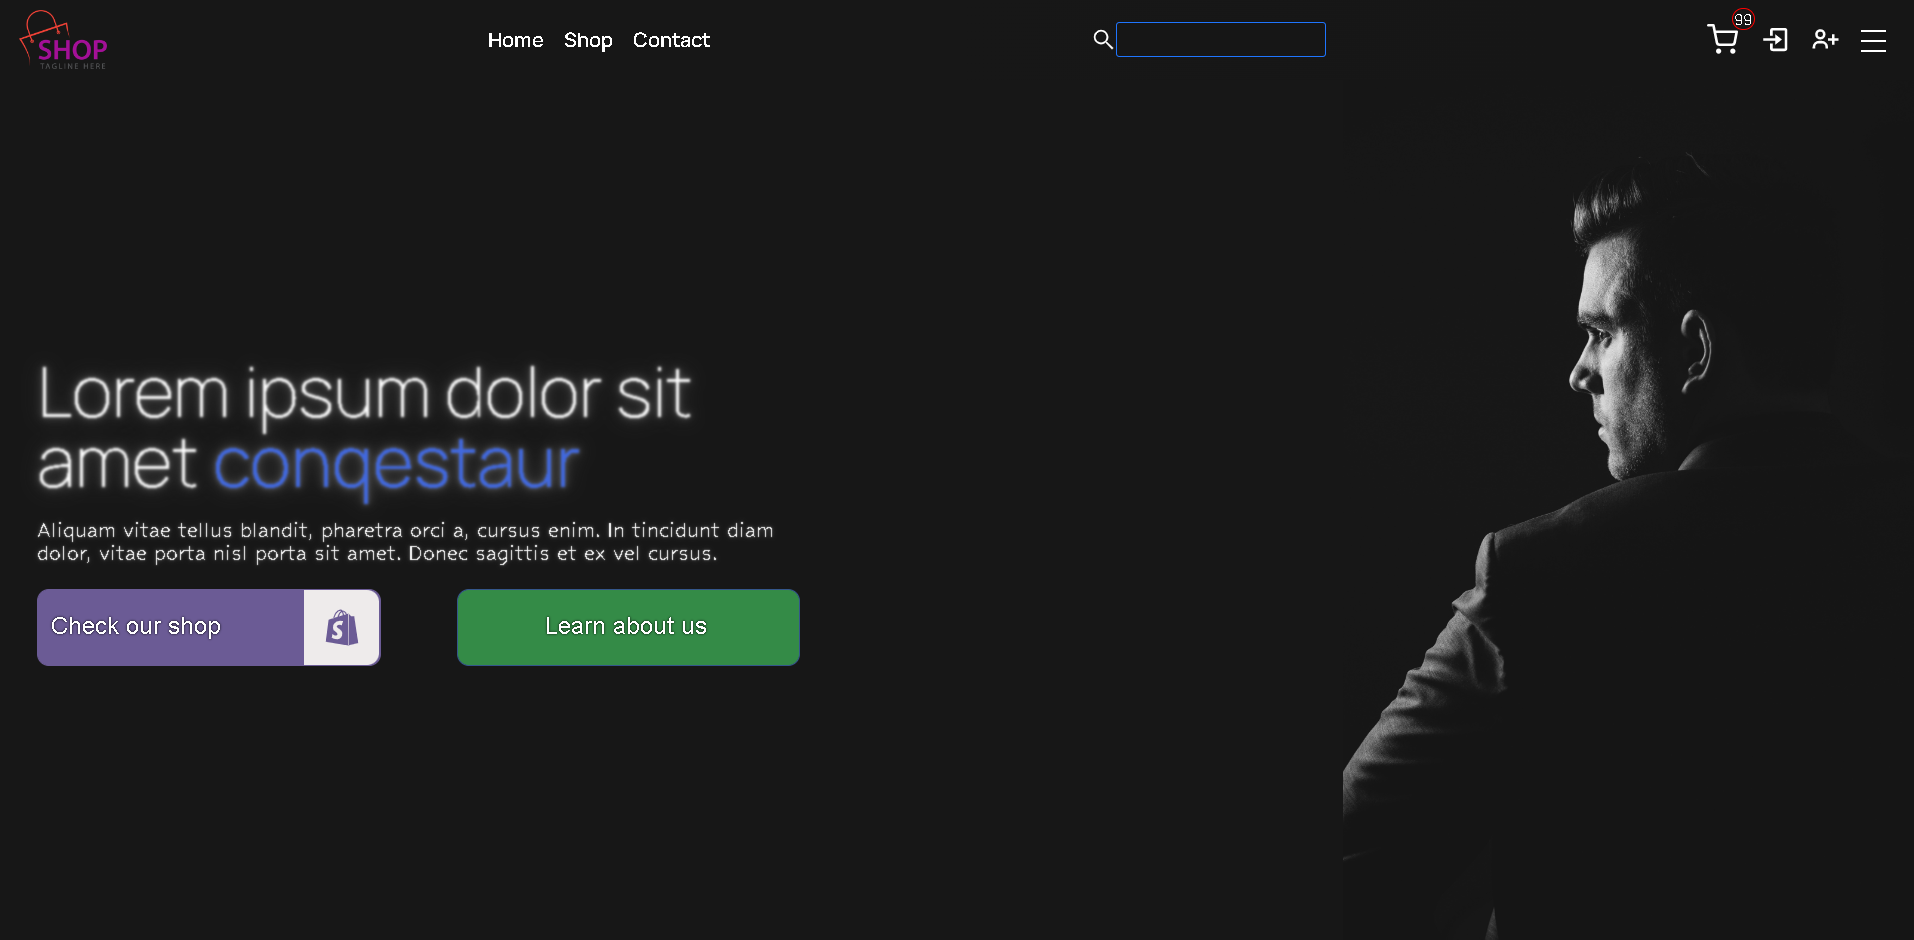 SHOP
TAGLINE HERE
Home Shop Contact
99
Lorem ipsum dolor sit
amet conqestaur
Aliquam vitae tellus blandit, pharetra orci a, cursus enim. In tincidunt diam
dolor, vitae porta nisl porta sit amet. Donec sagittis et ex vel cursus.
Check our shop
S
Learn about us